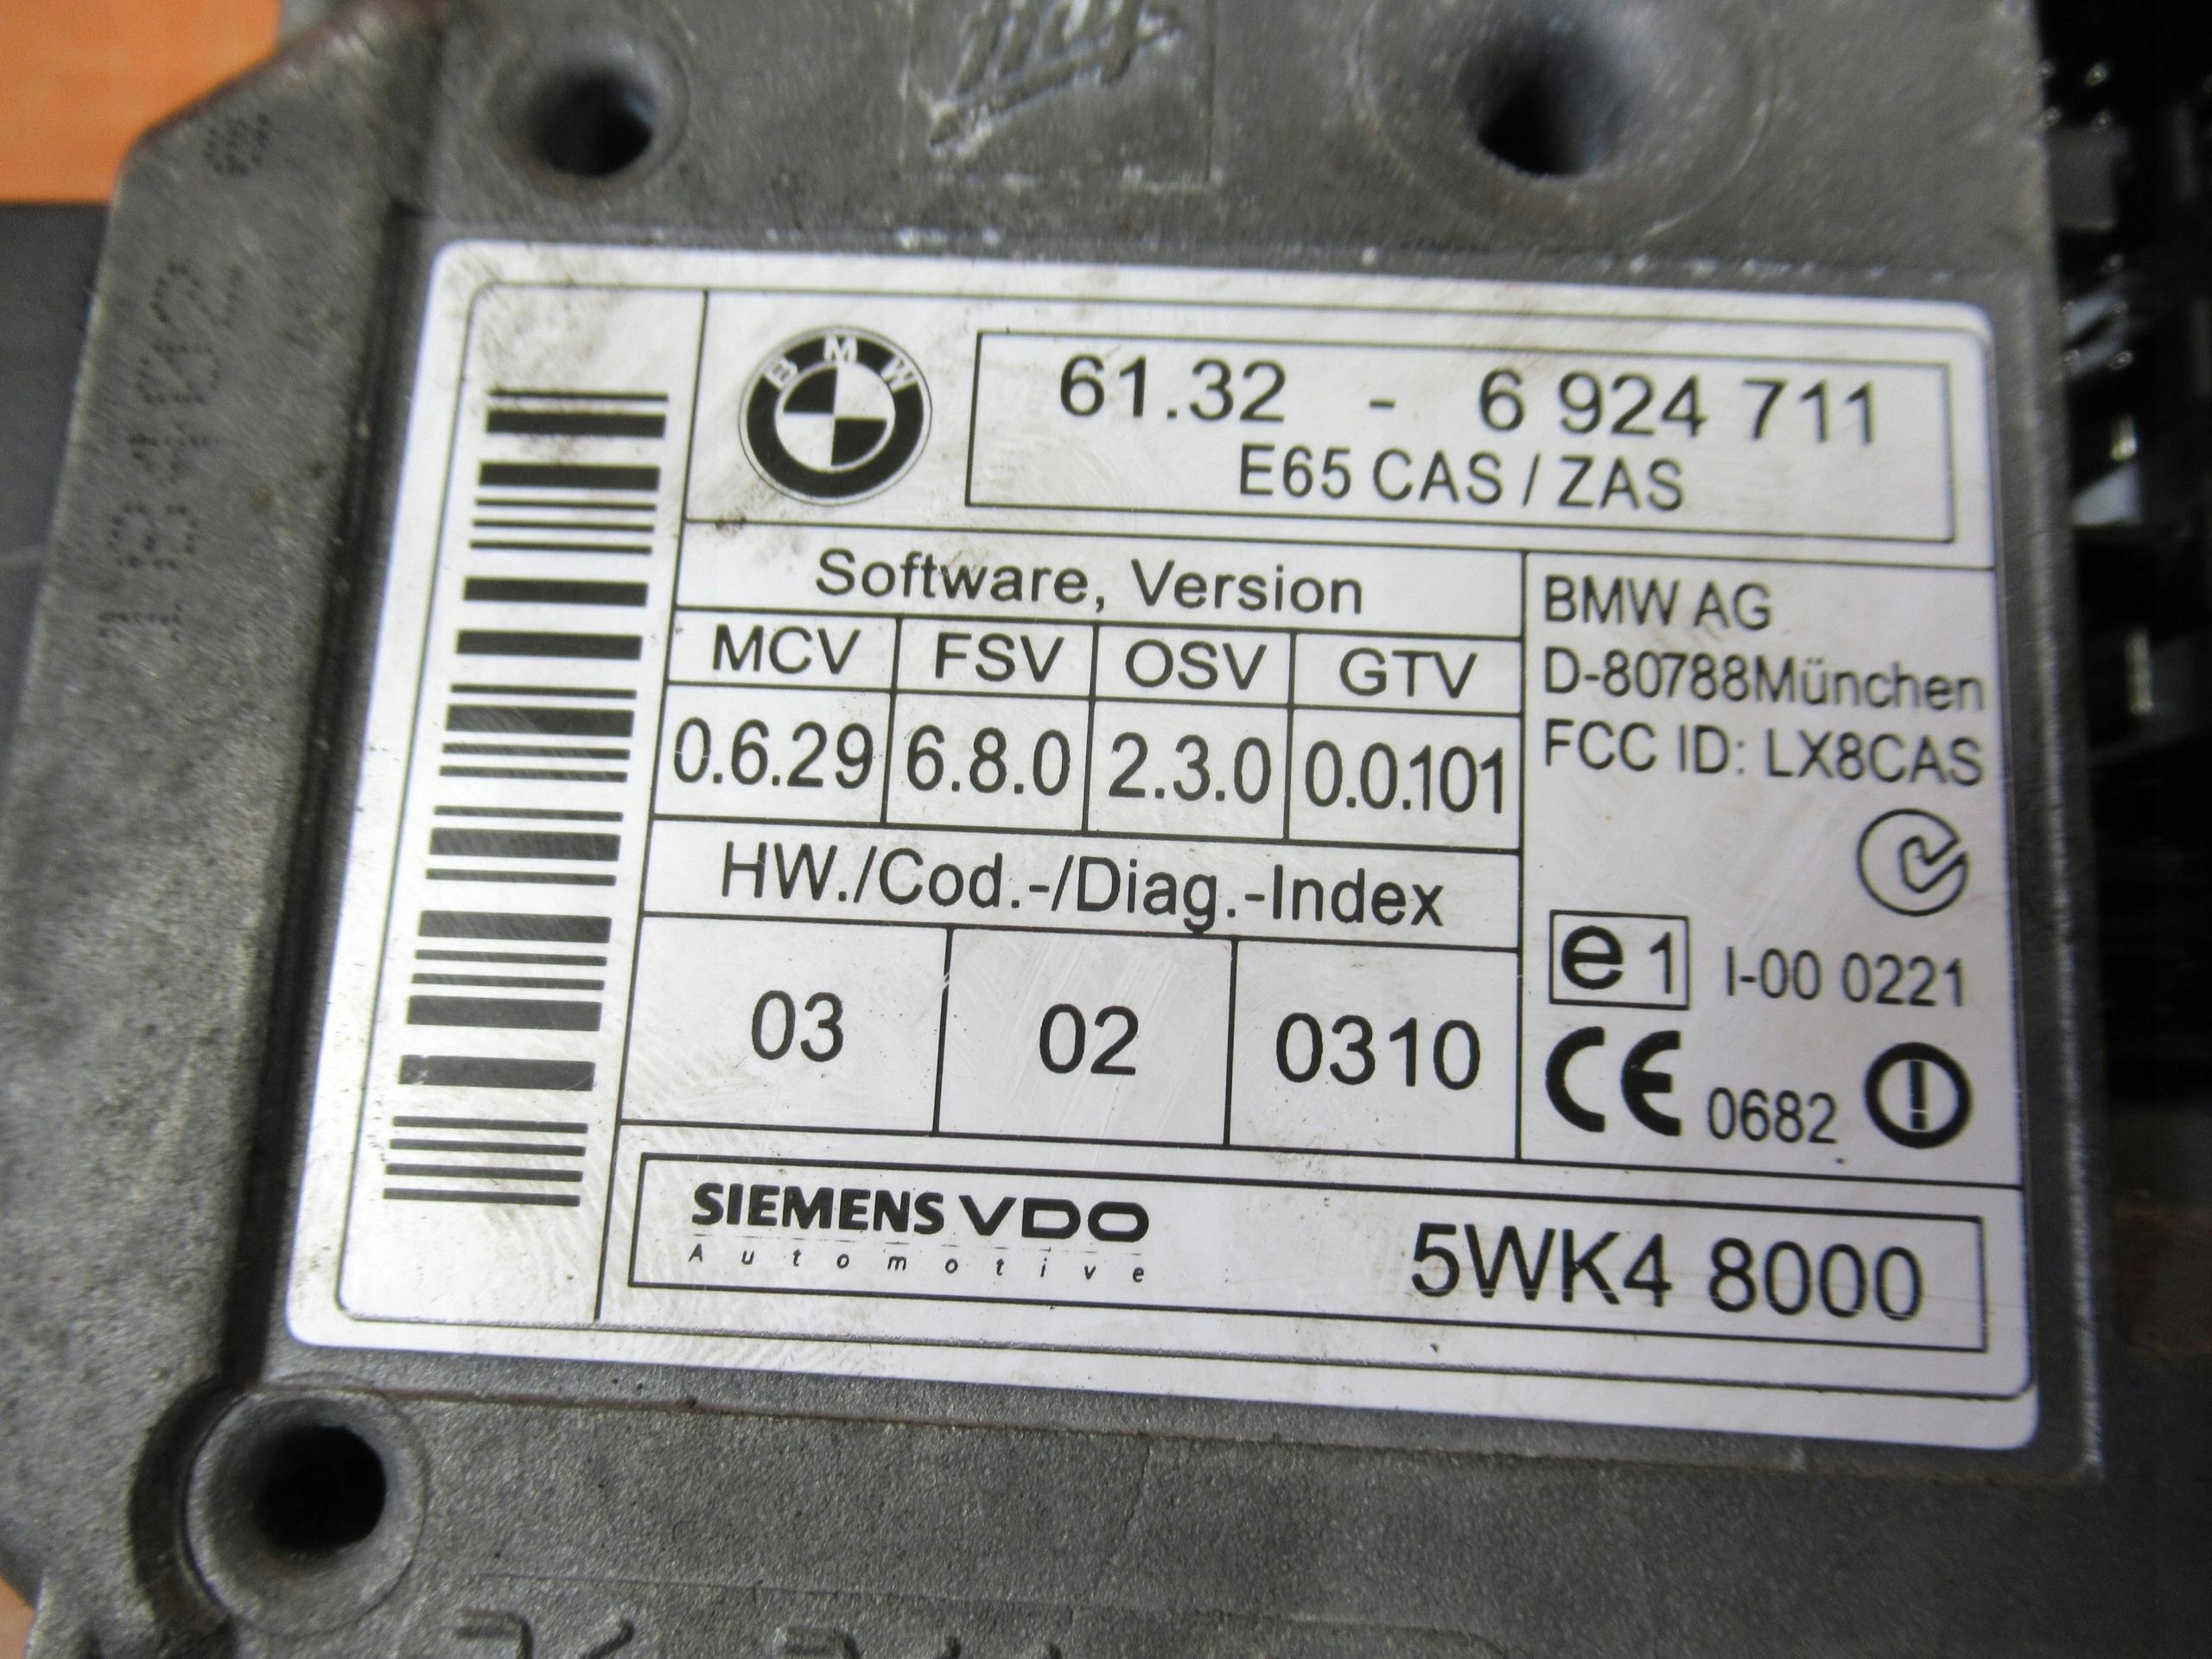 18402
BMW
61.32 - 6 924 711
E65 CAS / ZAS
Software, Version
MCV FSV OSV GTV
0.6.29 6.8.0 2.3.0 0.0.101
HW./Cod.-/Diag.-Index
03 02 0310
BMW AG
D-80788München
FCC ID: LX8CAS
e1 I-00 0221
CE 0682
SIEMENS VDO
Automotive
5WK4 8000